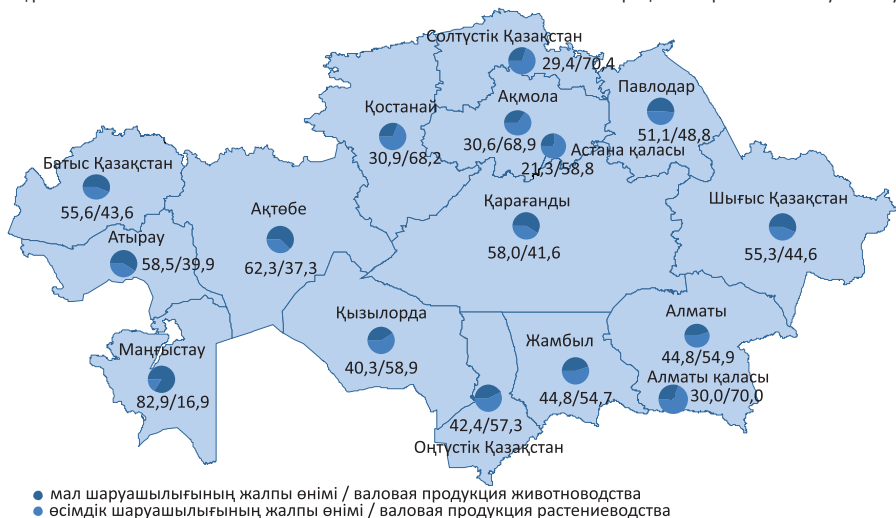 Солтүстік Қазақстан
29,4/70,4
Павлодар
51,1/48,8
Қостанай
30,9/68,2
Ақмола
30,6/68,9
Астана қаласы
21,3/58,8
Батыс Қазақстан
55,6/43,6
Ақтөбе
62,3/37,3
Қарағанды
58,0/41,6
Шығыс Қазақстан
55,3/44,6
Атырау
58,5/39,9
Қызылорда
40,3/58,9
Жамбыл
44,8/54,7
Алматы
44,8/54,9
Алматы қаласы
30,0/70,0
Маңғыстау
82,9/16,9
42,4/57,3
Оңтүстік Қазақстан
мал шаруашылығының жалпы өнімі / валовая продукция животноводства
өсімдік шаруашылығының жалпы өнімі / валовая продукция растениеводства